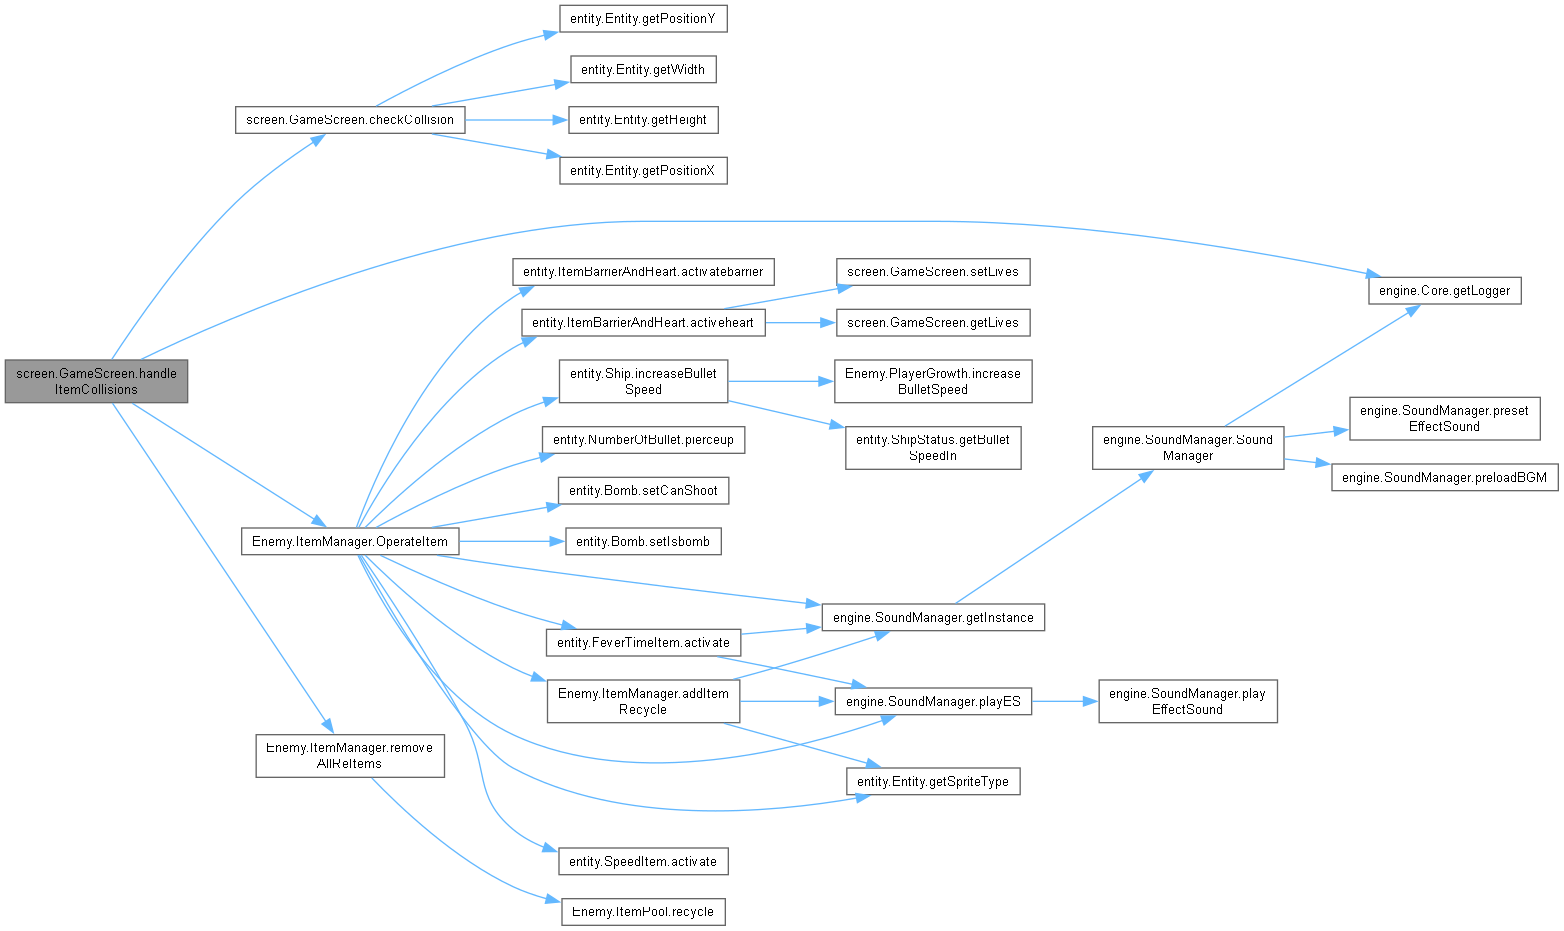 entity.Entity.getPositionY
entity.Entity.getWidth
screen.GameScreen.checkCollision
entity.Entity.getHeight
entity.Entity.getPositionX
entity.ItemBarrierAndHeart.activatebarrier
screen.GameScreen.setLives
engine.Core.getLogger
entity.ItemBarrierAndHeart.activeheart
screen.GameScreen.getLives
screen.GameScreen.handle
ItemCollisions
entity.Ship.increaseBullet
Speed
Enemy.PlayerGrowth.increase
BulletSpeed
engine.SoundManager.preset
EffectSound
entity.NumberOfBullet.pierceup
entity.ShipStatus.getBullet
SpeedIn
engine.SoundManager.Sound
Manager
engine.SoundManager.preloadBGM
entity.Bomb.setCanShoot
Enemy.ItemManager.OperateItem
entity.Bomb.setIsbomb
engine.SoundManager.getInstance
entity.FeverTimeItem.activate
Enemy.ItemManager.addItem
Recycle
engine.SoundManager.playES
engine.SoundManager.play
EffectSound
Enemy.ItemManager.remove
AllReItems
entity.Entity.getSpriteType
entity.SpeedItem.activate
Enemy.ItemPool.recycle